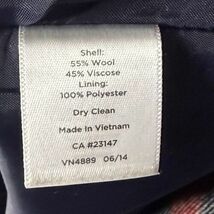 Shell:
55% Wool
45% Viscose
Lining:
100% Polyester
Dry Clean
Made In Vietnam
CA #23147
VN4889 06/14